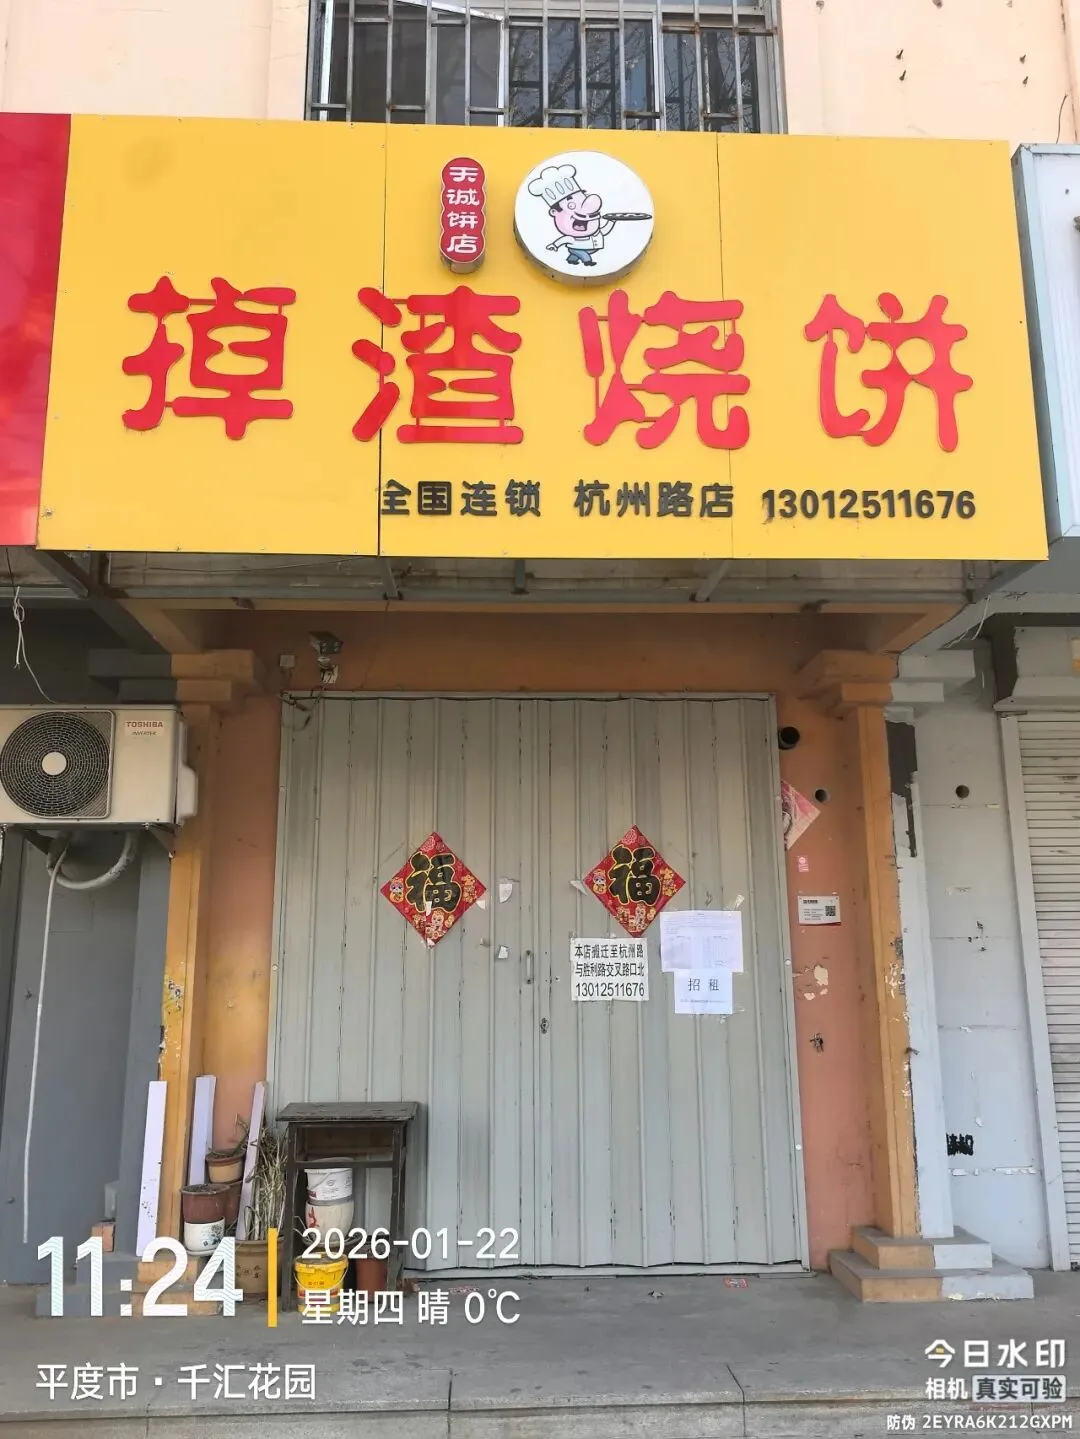 天诚饼店
掉渣烧饼
全国连锁 杭州路店 13012511676
TOSHIBA
INVERTER
福
福
本店搬迁至杭州路
与胜利路交叉路口北
13012511676
招 租
11:24
2026-01-22
星期四 晴 0℃
平度市·千汇花园
今日水印
相机 真实可验
防伪 2EYRA6K212GXPM